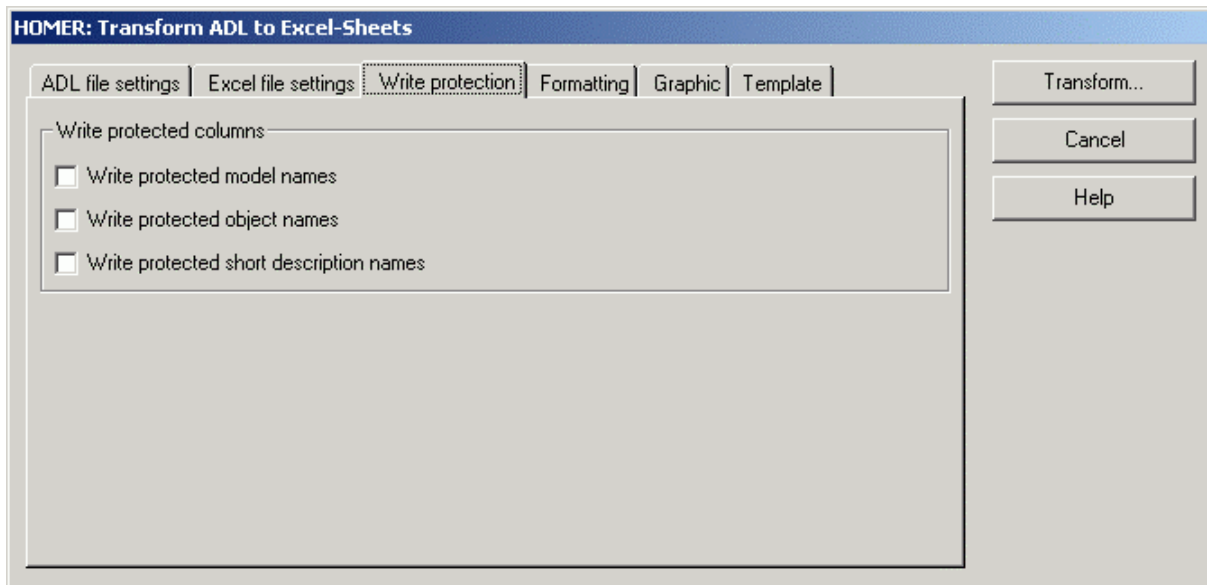 HOMER: Transform ADL to Excel-Sheets
ADL file settings Excel file settings Write protection Formatting Graphic Template
Transform...
Write protected columns
Cancel
Write protected model names
Help
Write protected object names
Write protected short description names